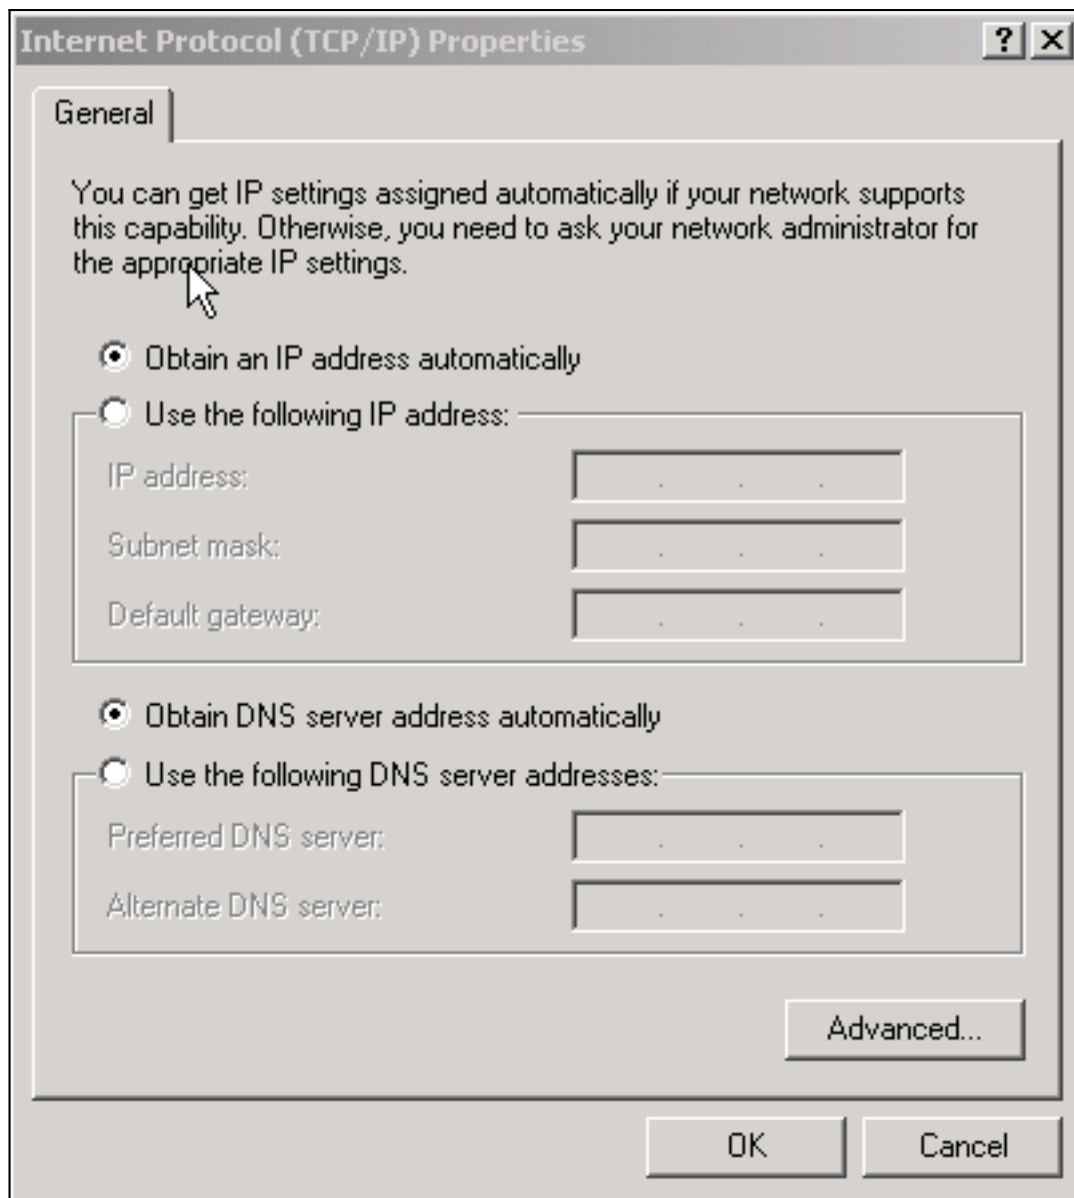 Internet Protocol (TCP/IP) Properties
General
You can get IP settings assigned automatically if your network supports
this capability. Otherwise, you need to ask your network administrator for
the appropriate IP settings.
Obtain an IP address automatically
Use the following IP address:
IP address:
Subnet mask:
Default gateway:
Obtain DNS server address automatically
Use the following DNS server addresses:
Preferred DNS server:
Alternate DNS server:
Advanced...
OK
Cancel